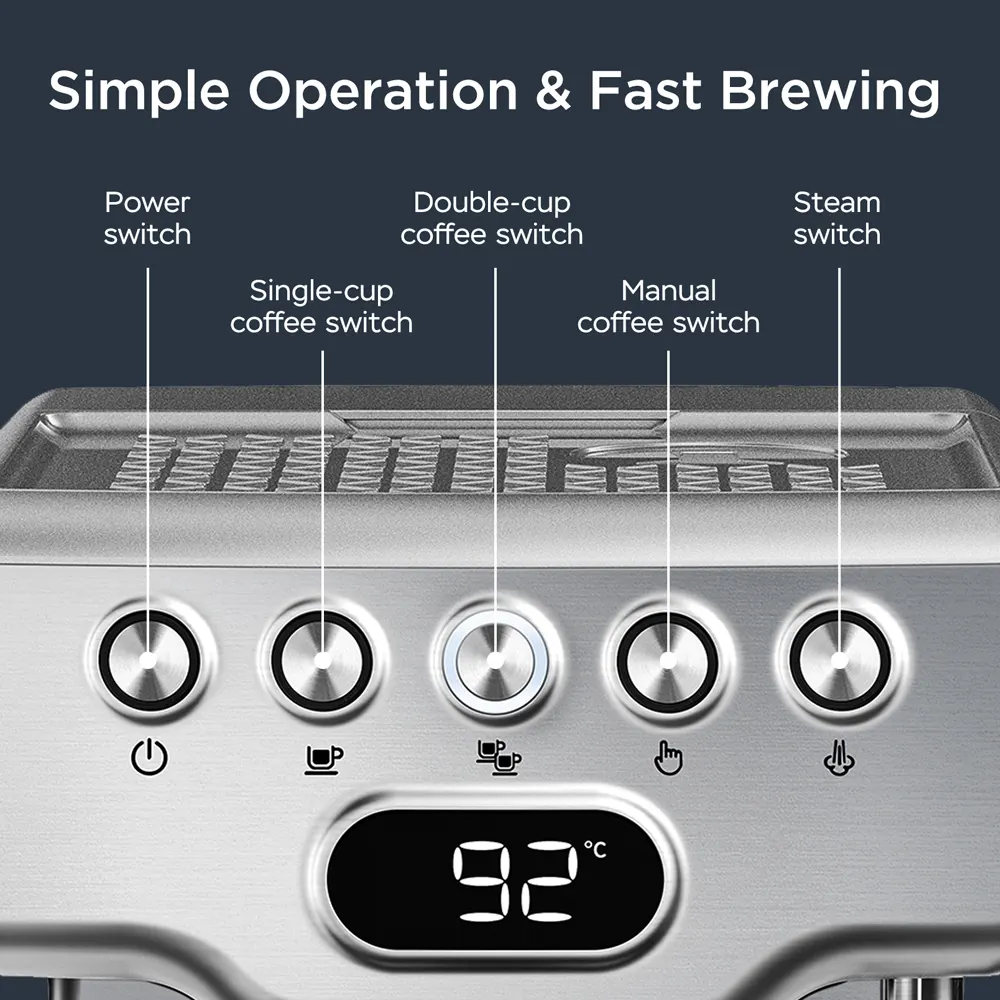 Simple Operation & Fast Brewing
Power
switch
Single-cup
coffee switch
Double-cup
coffee switch
Manual
coffee switch
Steam
switch
92 °C